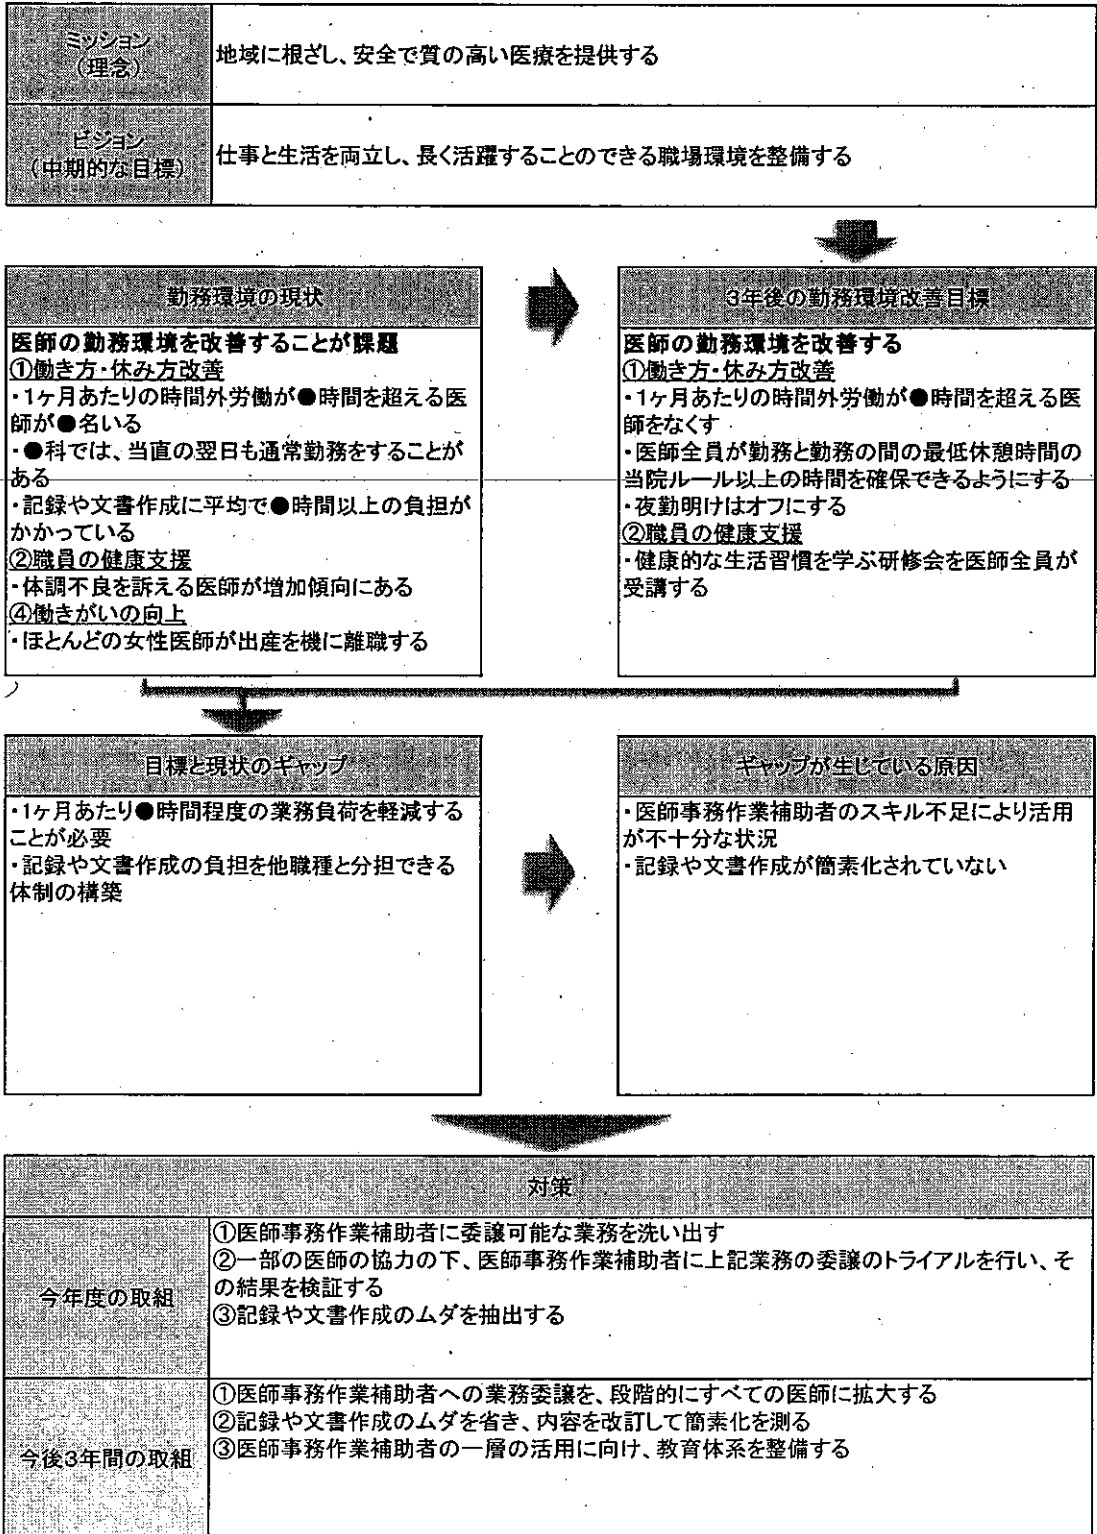 ミッション
（理念）
地域に根ざし、安全で質の高い医療を提供する
ビジョン
（中期的な目標）
仕事と生活を両立し、長く活躍することのできる職場環境を整備する
勤務環境の現状
医師の勤務環境を改善することが課題
①働き方・休み方改善
・1ヶ月あたりの時間外労働が●時間を超える医
師が●名いる
・●科では、当直の翌日も通常勤務をすることが
ある
・記録や文書作成に平均で●時間以上の負担が
かかっている
②職員の健康支援
・体調不良を訴える医師が増加傾向にある
④働きがいの向上
・ほとんどの女性医師が出産を機に離職する
3年後の勤務環境改善目標
医師の勤務環境を改善する
①働き方・休み方改善
・1ヶ月あたりの時間外労働が●時間を超える医
師をなくす
・医師全員が勤務と勤務の間の最低休憩時間の
当院ルール以上の時間を確保できるようにする
・夜勤明けはオフにする
②職員の健康支援
・健康的な生活習慣を学ぶ研修会を医師全員が
受講する
目標と現状のギャップ
・1ヶ月あたり●時間程度の業務負荷を軽減する
ことが必要
・記録や文書作成の負担を他職種と分担できる
体制の構築
ギャップが生じている原因
・医師事務作業補助者のスキル不足により活用
が不十分な状況
・記録や文書作成が簡素化されていない
対策
今年度の取組
①医師事務作業補助者に委譲可能な業務を洗い出す
②一部の医師の協力の下、医師事務作業補助者に上記業務の委譲のトライアルを行い、そ
の結果を検証する
③記録や文書作成のムダを抽出する
今後3年間の取組
①医師事務作業補助者への業務委譲を、段階的にすべての医師に拡大する
②記録や文書作成のムダを省き、内容を改訂して簡素化を測る
③医師事務作業補助者の一層の活用に向け、教育体系を整備する